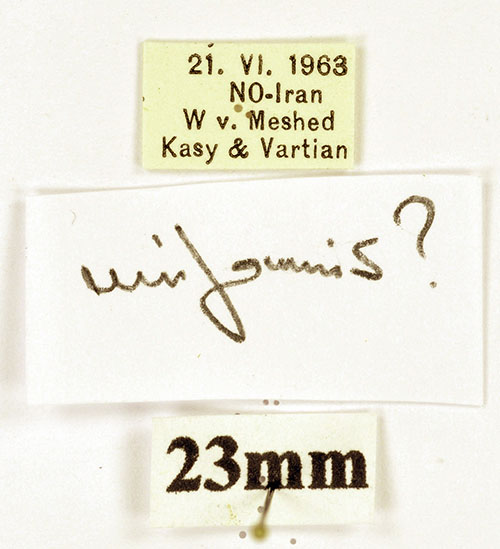 21. VI. 1963
NO-Iran
W v. Meshed
Kasy & Vartian
uniformis?
23mm